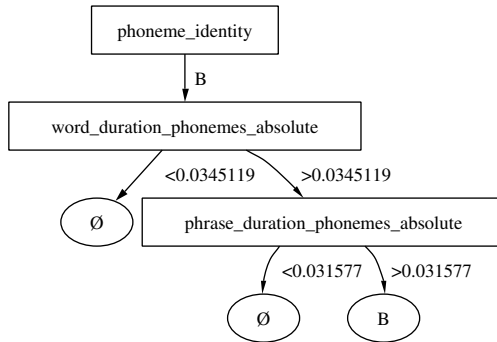 phoneme_identity
B
word_duration_phonemes_absolute
<0.0345119 >0.0345119
Ø phrase_duration_phonemes_absolute
<0.031577 >0.031577
Ø B